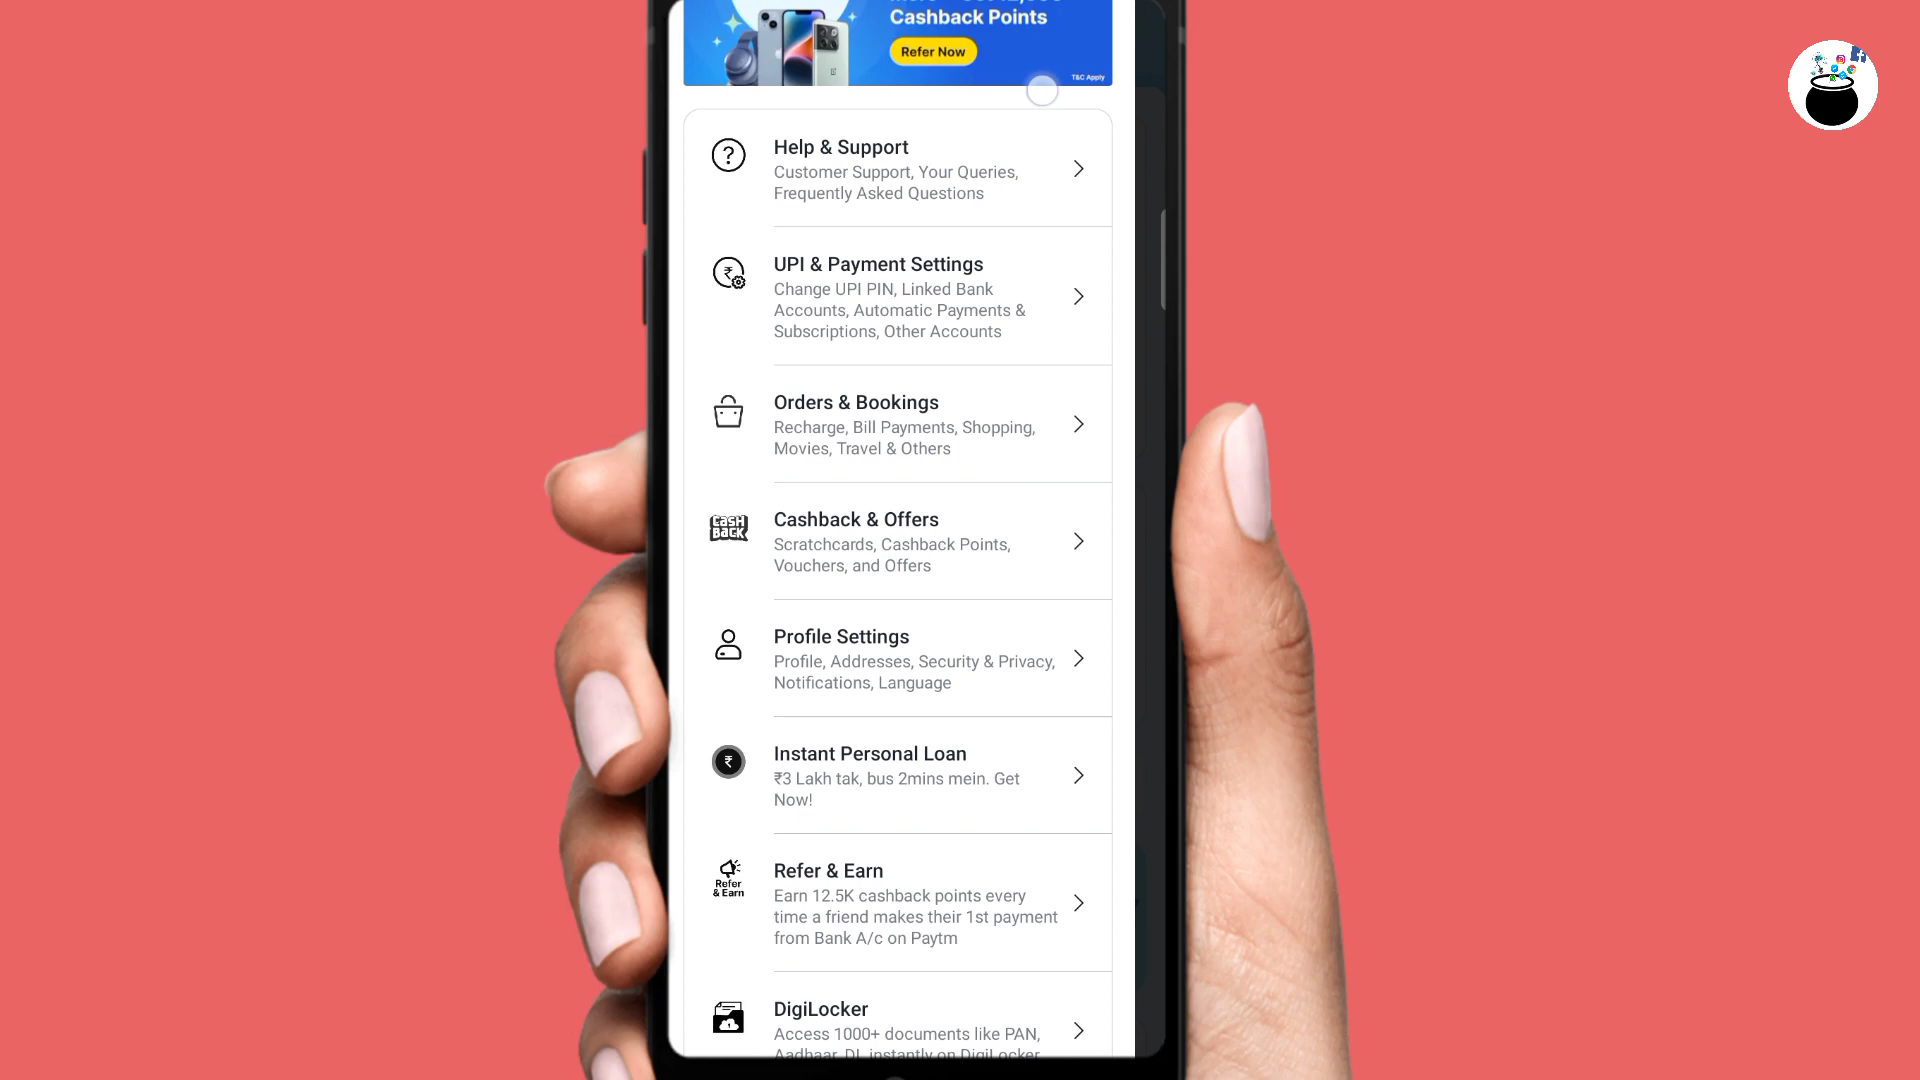 Cashback Points
Refer Now
T&C Apply
Help & Support
Customer Support, Your Queries,
Frequently Asked Questions
UPI & Payment Settings
Change UPI PIN, Linked Bank
Accounts, Automatic Payments &
Subscriptions, Other Accounts
Orders & Bookings
Recharge, Bill Payments, Shopping,
Movies, Travel & Others
CASH
BACK
Cashback & Offers
Scratchcards, Cashback Points,
Vouchers, and Offers
Profile Settings
Profile, Addresses, Security & Privacy,
Notifications, Language
Instant Personal Loan
₹3 Lakh tak, bus 2mins mein. Get
Now!
Refer
& Earn
Refer & Earn
Earn 12.5K cashback points every
time a friend makes their 1st payment
from Bank A/c on Paytm
DigiLocker
Access 1000+ documents like PAN,
Aadhaar, DL instantly on DigiLocker